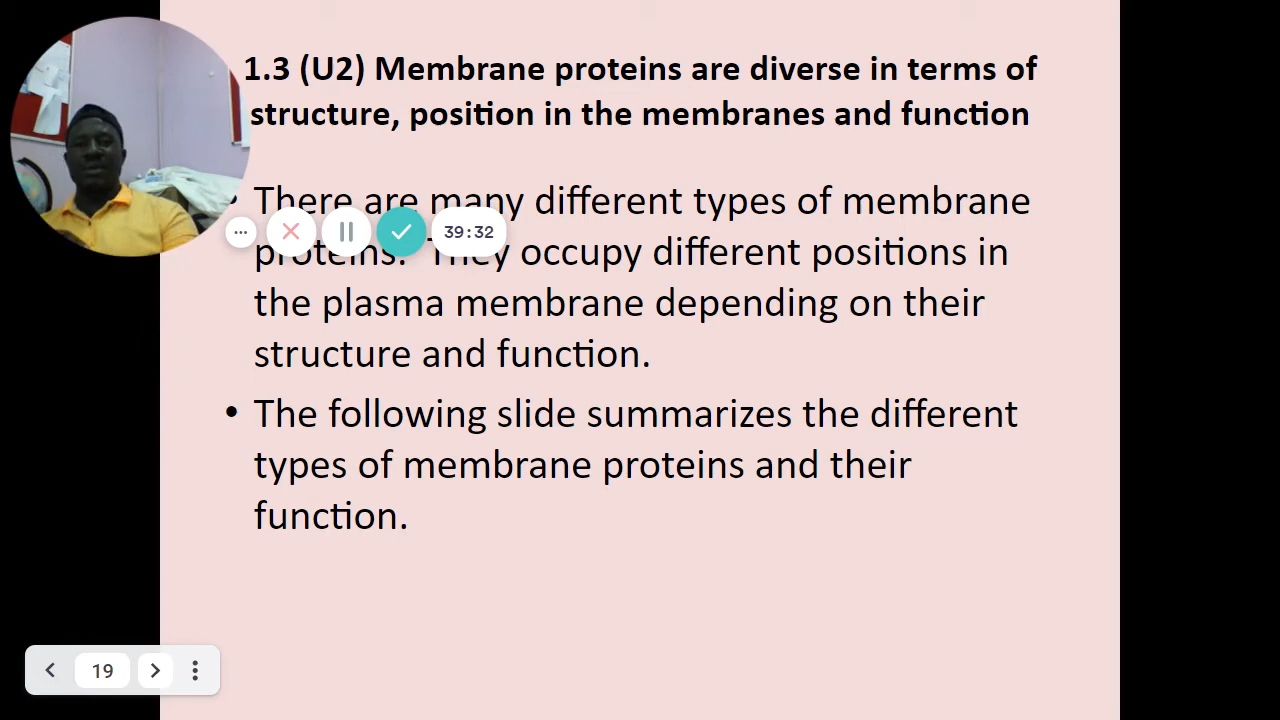 1.3 (U2) Membrane proteins are diverse in terms of
structure, position in the membranes and function
• There are many different types of membrane
proteins. They occupy different positions in
the plasma membrane depending on their
structure and function.
• The following slide summarizes the different
types of membrane proteins and their
function.
39:32
19